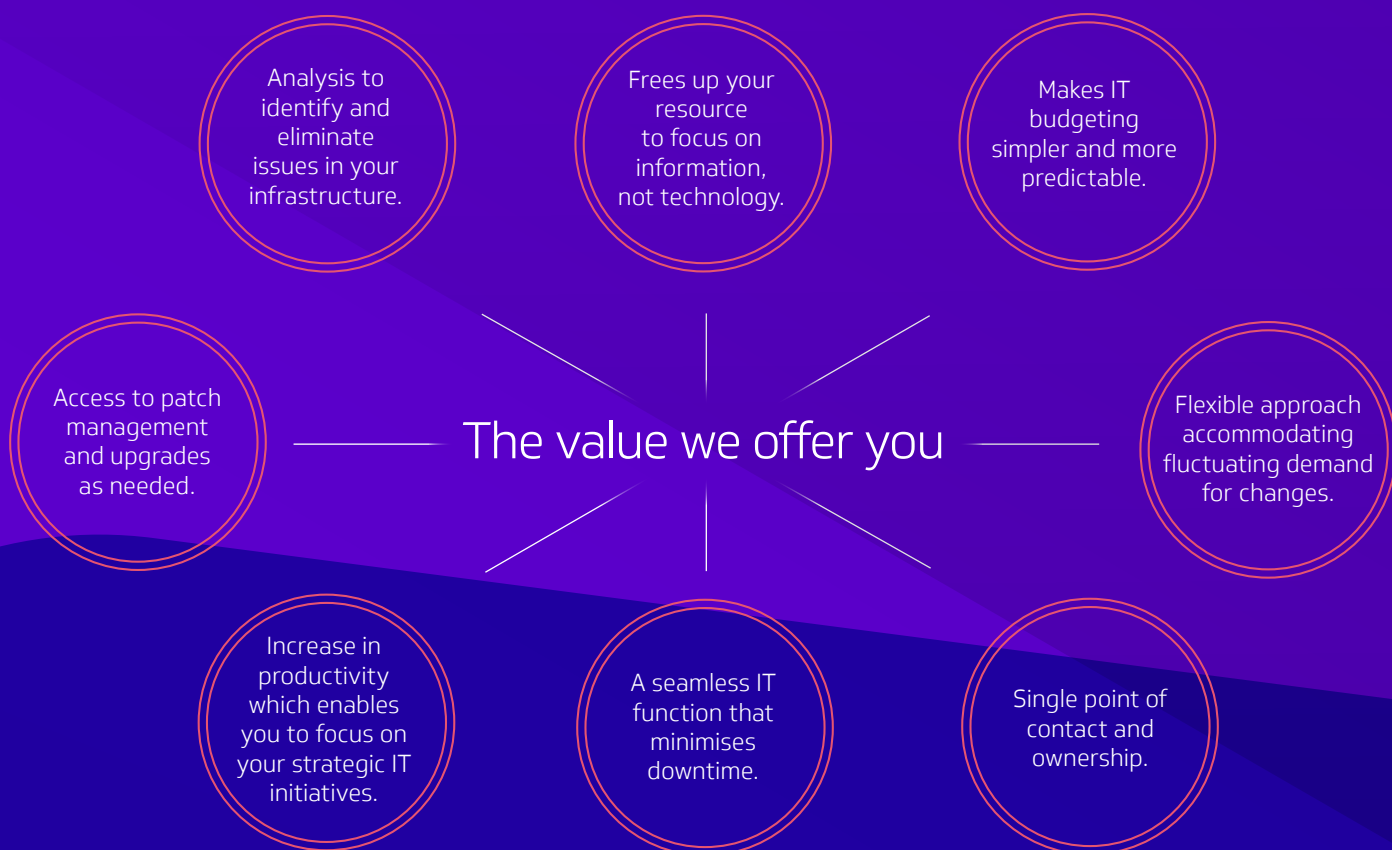 Analysis to
identify and
eliminate
issues in your
infrastructure.
Frees up your
resource
to focus on
information,
not technology.
Makes IT
budgeting
simpler and more
predictable.
Access to patch
management
and upgrades
as needed.
The value we offer you
Flexible approach
accommodating
fluctuating demand
for changes.
Increase in
productivity
which enables
you to focus on
your strategic IT
initiatives.
A seamless IT
function that
minimises
downtime.
Single point of
contact and
ownership.